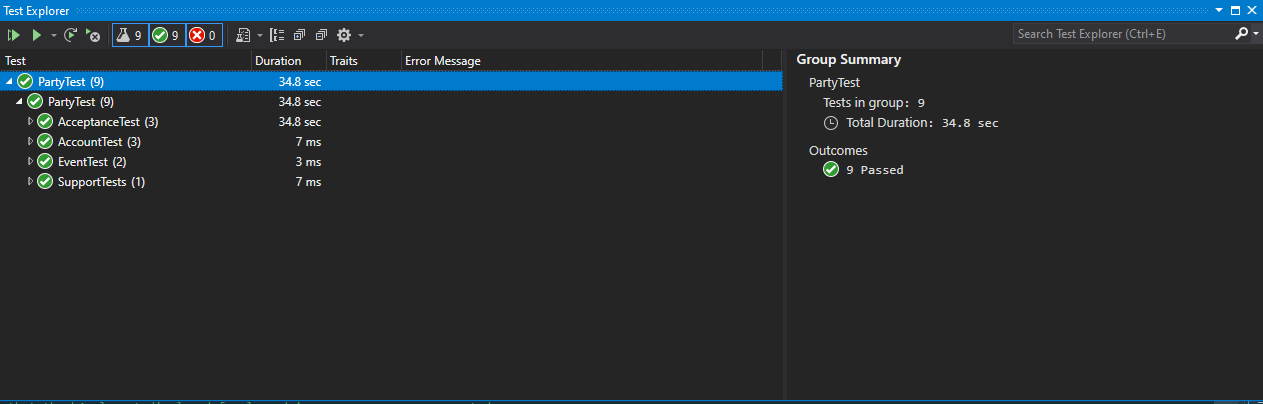 Test Explorer
9 9 0
Search Test Explorer (Ctrl+E)
Test Duration Traits Error Message
PartyTest (9) 34.8 sec
PartyTest (9) 34.8 sec
AcceptanceTest (3) 34.8 sec
AccountTest (3) 7 ms
EventTest (2) 3 ms
SupportTests (1) 7 ms
Group Summary
PartyTest
Tests in group: 9
Total Duration: 34.8 sec
Outcomes
9 Passed